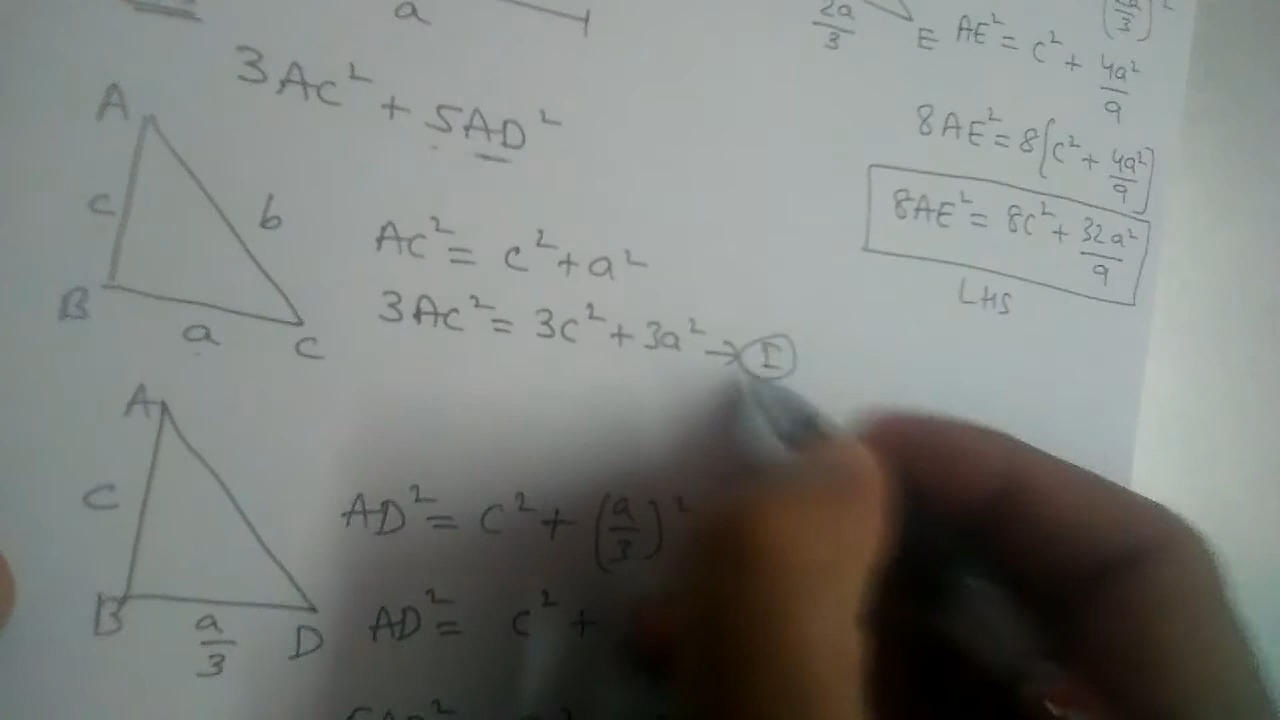 a
3AC² + 5AD²
A
c
b
B
a
C
AC² = c² + a²
3AC² = 3c² + 3a² → I
A
C
B
a/3
D
AD² = c² + (a/3)²
AD² = c² +
2a/3
E
AE² = c² + 4a²/9
8AE² = 8[c² + 4a²/9]
8AE² = 8c² + 32a²/9
LHS